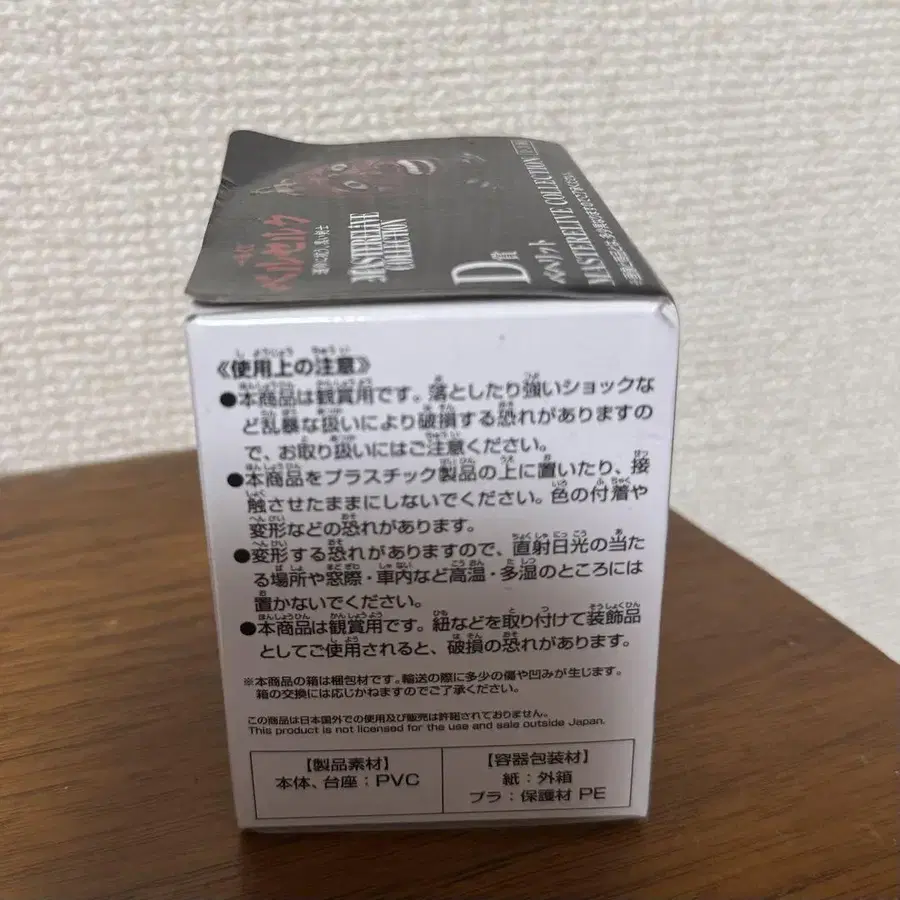 ベルセルク
MASTERELIVE
COLLECTION
D賞
ベヘリット
MASTERELIVE COLLECTION
《使用上の注意》
●本商品は観賞用です。落としたり強いショックな
ど乱暴な扱いにより破損する恐れがありますの
で、お取り扱いにはご注意ください。
●本商品をプラスチック製品の上に置いたり、接
触させたままにしないでください。色の付着や
変形などの恐れがあります。
●変形する恐れがありますので、直射日光の当た
る場所や窓際・車内など高温・多湿のところには
置かないでください。
●本商品は観賞用です。紐などを取り付けて装飾品
としてご使用されると、破損の恐れがあります。
※本商品の箱は梱包材です。輸送の際に多少の傷や凹みが生じます。
箱の交換には応じかねますのでご了承ください。
この商品は日本国外での使用及び販売は許諾されておりません。
This product is not licensed for the use and sale outside Japan.
【製品素材】
本体、台座：PVC
【容器包装材】
紙：外箱
プラ：保護材 PE